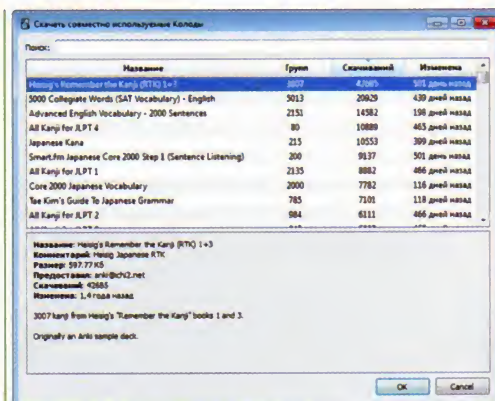 Скачать совместно используемые Колоды
Поиск:
Название Групп Скачиваний Изменена
Heisig's Remember the Kanji (RTK) 1+3 3007 42685 501 день назад
5000 Collegiate Words (SAT Vocabulary) - English 5013 20929 439 дней назад
Advanced English Vocabulary - 2000 Sentences 2151 14582 198 дней назад
All Kanji for JLPT 4 80 10889 465 дней назад
Japanese Kana 215 10553 399 дней назад
Smart.fm Japanese Core 2000 Step 1 (Sentence Listening) 200 9137 501 день назад
All Kanji for JLPT 1 2135 8882 466 дней назад
Core 2000 Japanese Vocabulary 2000 7782 116 дней назад
Tae Kim's Guide To Japanese Grammar 785 7101 118 дней назад
All Kanji for JLPT 2 984 6111 466 дней назад
Название: Heisig's Remember the Kanji (RTK) 1+3
Комментарий: Heisig Japanese RTK
Размер: 597.77 Кб
Предоставил: anki@ichi2.net
Скачиваний: 42685
Изменена: 1,4 года назад
3007 kanji from Heisig's "Remember the Kanji" books 1 and 3.
Originally an Anki sample deck.
OK Cancel